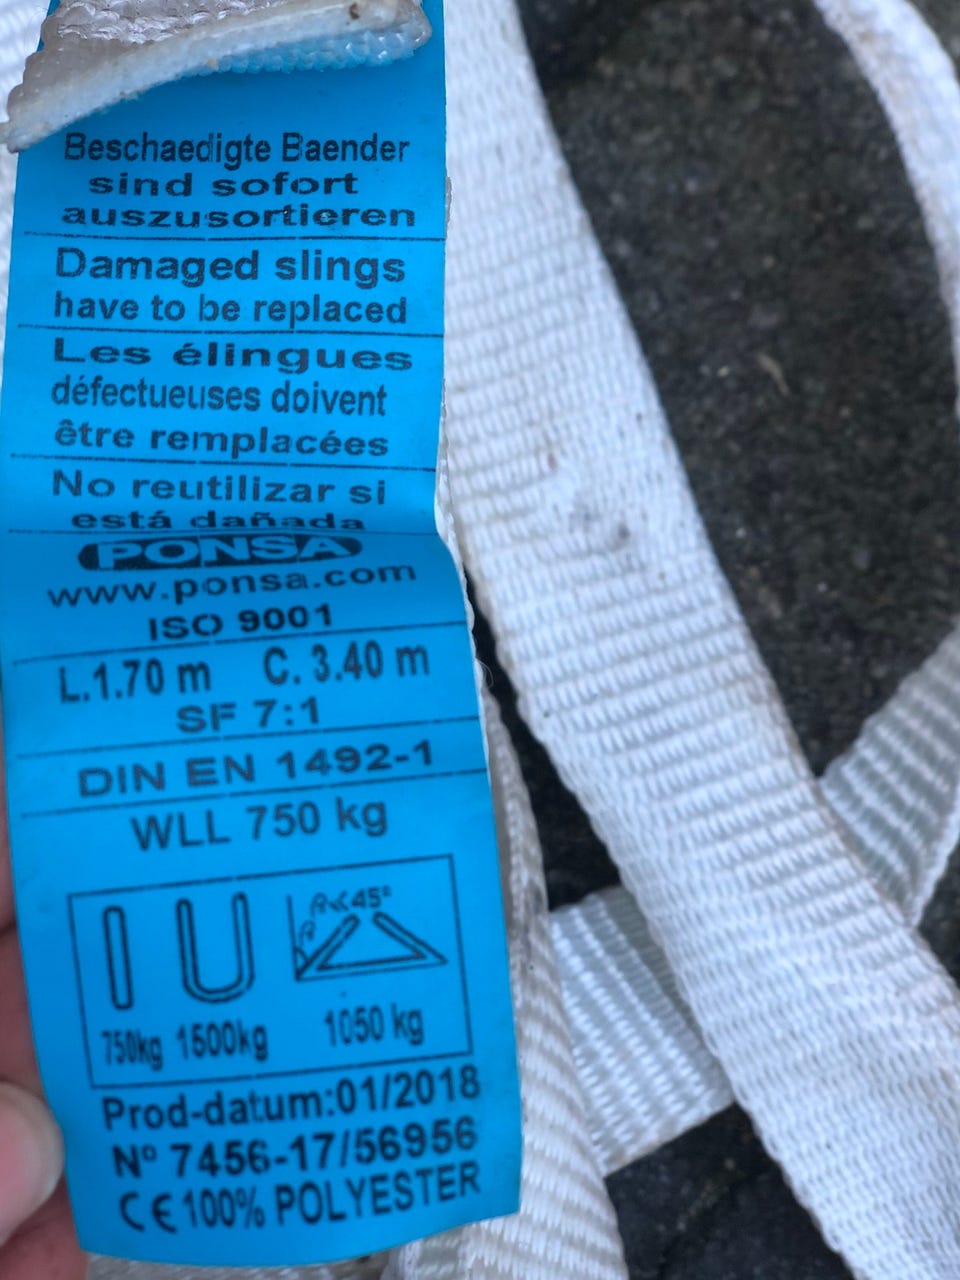 Beschaedigte Baender
sind sofort
auszusortieren
Damaged slings
have to be replaced
Les élingues
défectueuses doivent
être remplacées
No reutilizar si
está dañada
PONSA
www.ponsa.com
ISO 9001
L.1.70 m C. 3.40 m
SF 7:1
DIN EN 1492-1
WLL 750 kg
45°
750kg 1500kg 1050 kg
Prod-datum:01/2018
Nº 7456-17/56956
CE 100% POLYESTER